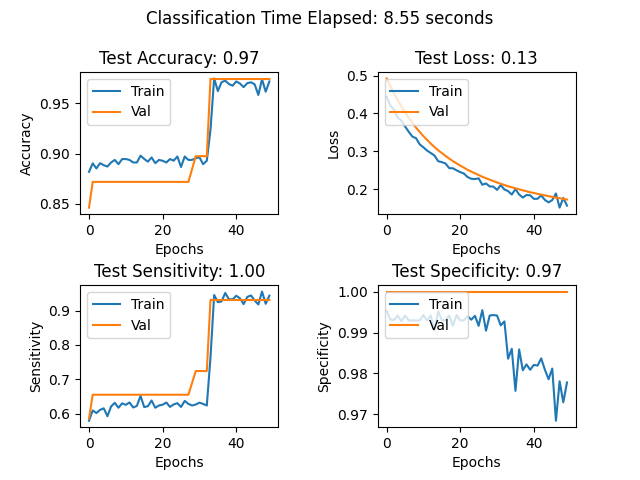 Classification Time Elapsed: 8.55 seconds
Test Accuracy: 0.97
Train
Val
0.95
0.90
0.85
Accuracy
0 20 40
Epochs
Test Loss: 0.13
Train
Val
0.5
0.4
0.3
0.2
Loss
0 20 40
Epochs
Test Sensitivity: 1.00
Train
Val
0.9
0.8
0.7
0.6
Sensitivity
0 20 40
Epochs
Test Specificity: 0.97
Train
Val
1.00
0.99
0.98
0.97
Specificity
0 20 40
Epochs